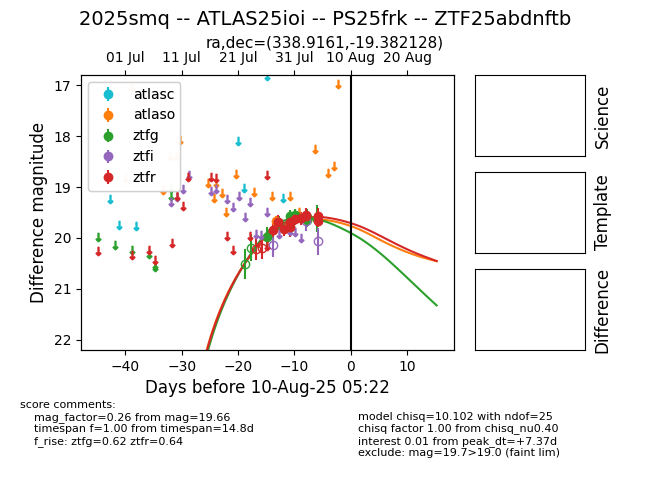 2025smq -- ATLAS25ioi -- PS25frk -- ZTF25abdnftb
ra,dec=(338.9161,-19.382128)
01 Jul 11 Jul 21 Jul 31 Jul 10 Aug 20 Aug
17
18
19
20
21
22
Difference magnitude
atlasc
atlaso
ztfg
ztfi
ztfr
−40 −30 −20 −10 0 10
Days before 10-Aug-25 05:22
Science
Template
Difference
score comments:
mag_factor=0.26 from mag=19.66
timespan f=1.00 from timespan=14.8d
f_rise: ztfg=0.62 ztfr=0.64
model chisq=10.102 with ndof=25
chisq factor 1.00 from chisq_nu0.40
interest 0.01 from peak_dt=+7.37d
exclude: mag=19.7>19.0 (faint lim)